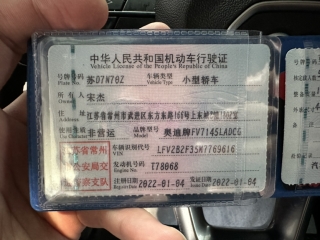 中华人民共和国机动车行驶证
Vehicle License of the People's Republic of China
号牌号码 苏D7N78Z 车辆类型 小型轿车
Plate No. Vehicle Type
所有人 宋杰
Owner
住址 江苏省常州市武进区东方东路168号上东城
Address
使用性质 非营运 品牌型号 奥迪牌FV7145LADCG
Model
江苏省常州 车辆识别代号 LFV2B2F35K7769616
VIN
公安局交 发动机号码 T78068
Engine No.
警支队 注册日期 2022-01-04 发证日期 2022-01-04
Register Date Issue Date